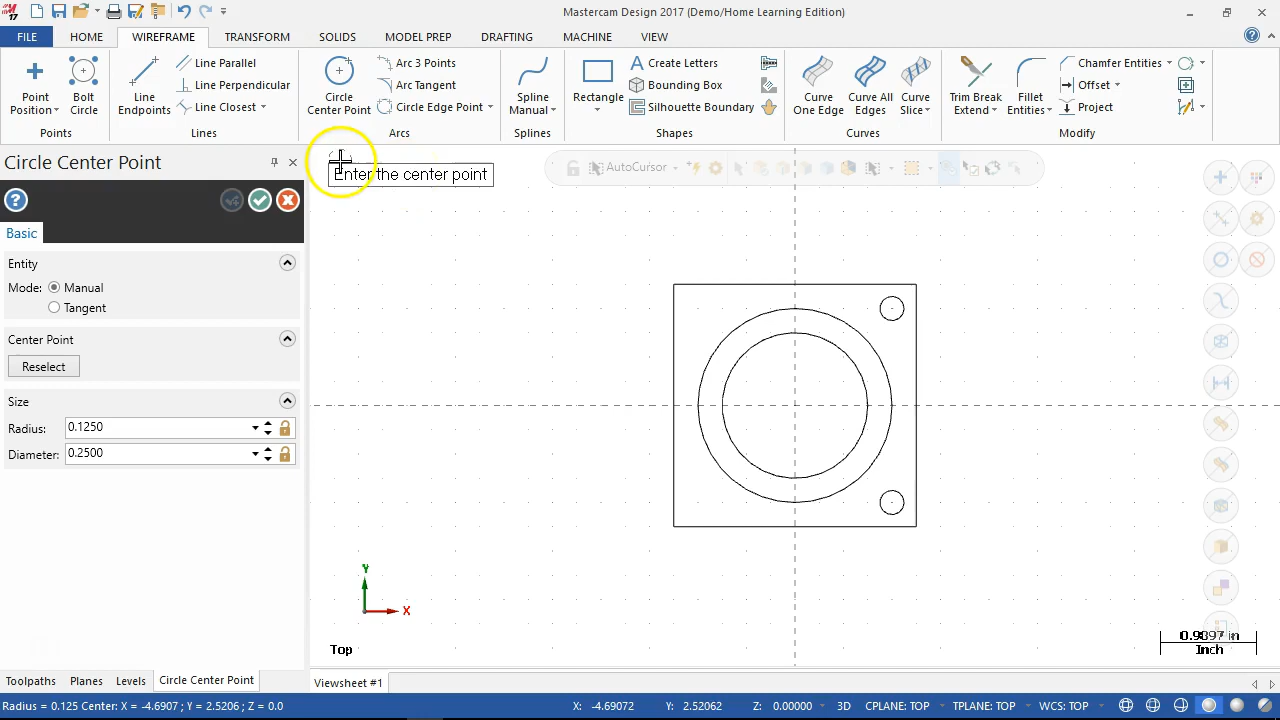 Mastercam Design 2017 (Demo/Home Learning Edition)
FILE
HOME
WIREFRAME
TRANSFORM
SOLIDS
MODEL PREP
DRAFTING
MACHINE
VIEW
Point
Position
Bolt
Circle
Points
Line
Endpoints
Line Parallel
Line Perpendicular
Line Closest
Lines
Circle
Center Point
Arc 3 Points
Arc Tangent
Circle Edge Point
Arcs
Spline
Manual
Splines
Rectangle
Create Letters
Bounding Box
Silhouette Boundary
Shapes
Curve
One Edge
Curve All
Edges
Curve
Slice
Curves
Trim Break
Extend
Fillet
Entities
Chamfer Entities
Offset
Project
Modify
Circle Center Point
Enter the center point
AutoCursor
Basic
Entity
Mode:
Manual
Tangent
Center Point
Reselect
Size
Radius:
0.1250
Diameter:
0.2500
Y
X
Top
Inch
Toolpaths
Planes
Levels
Circle Center Point
Viewsheet #1
Radius = 0.125 Center: X = -4.6907; Y = 2.5206; Z = 0.0
X: -4.69072
Y: 2.52062
Z: 0.00000
3D
CPLANE: TOP
TPLANE: TOP
WCS: TOP